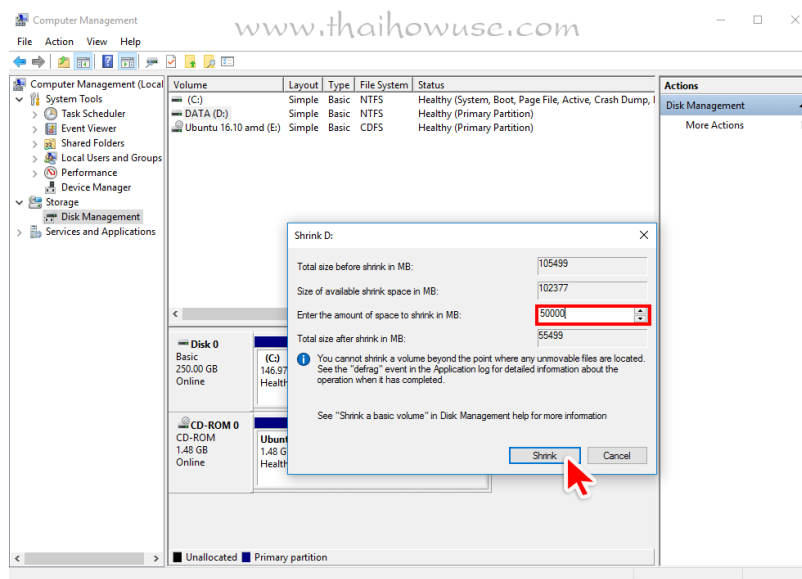 Computer Management
www.thaihowuse.com
File Action View Help
Computer Management (Local
System Tools
Task Scheduler
Event Viewer
Shared Folders
Local Users and Groups
Performance
Device Manager
Storage
Disk Management
Services and Applications
Volume Layout Type File System Status
(C:) Simple Basic NTFS Healthy (System, Boot, Page File, Active, Crash Dump,
DATA (D:) Simple Basic NTFS Healthy (Primary Partition)
Ubuntu 16.10 amd (E:) Simple Basic CDFS Healthy (Primary Partition)
Actions
Disk Management
More Actions
Shrink D:
Total size before shrink in MB: 105499
Size of available shrink space in MB: 102377
Enter the amount of space to shrink in MB: 50000
Total size after shrink in MB: 55499
You cannot shrink a volume beyond the point where any unmovable files are located.
See the "defrag" event in the Application log for detailed information about the
operation when it has completed.
See "Shrink a basic volume" in Disk Management help for more information
Shrink Cancel
Disk 0
Basic
250.00 GB
Online
(C:)
146.97
Healt
CD-ROM 0
CD-ROM
1.48 GB
Online
Ubunt
1.48 G
Healt
Unallocated Primary partition